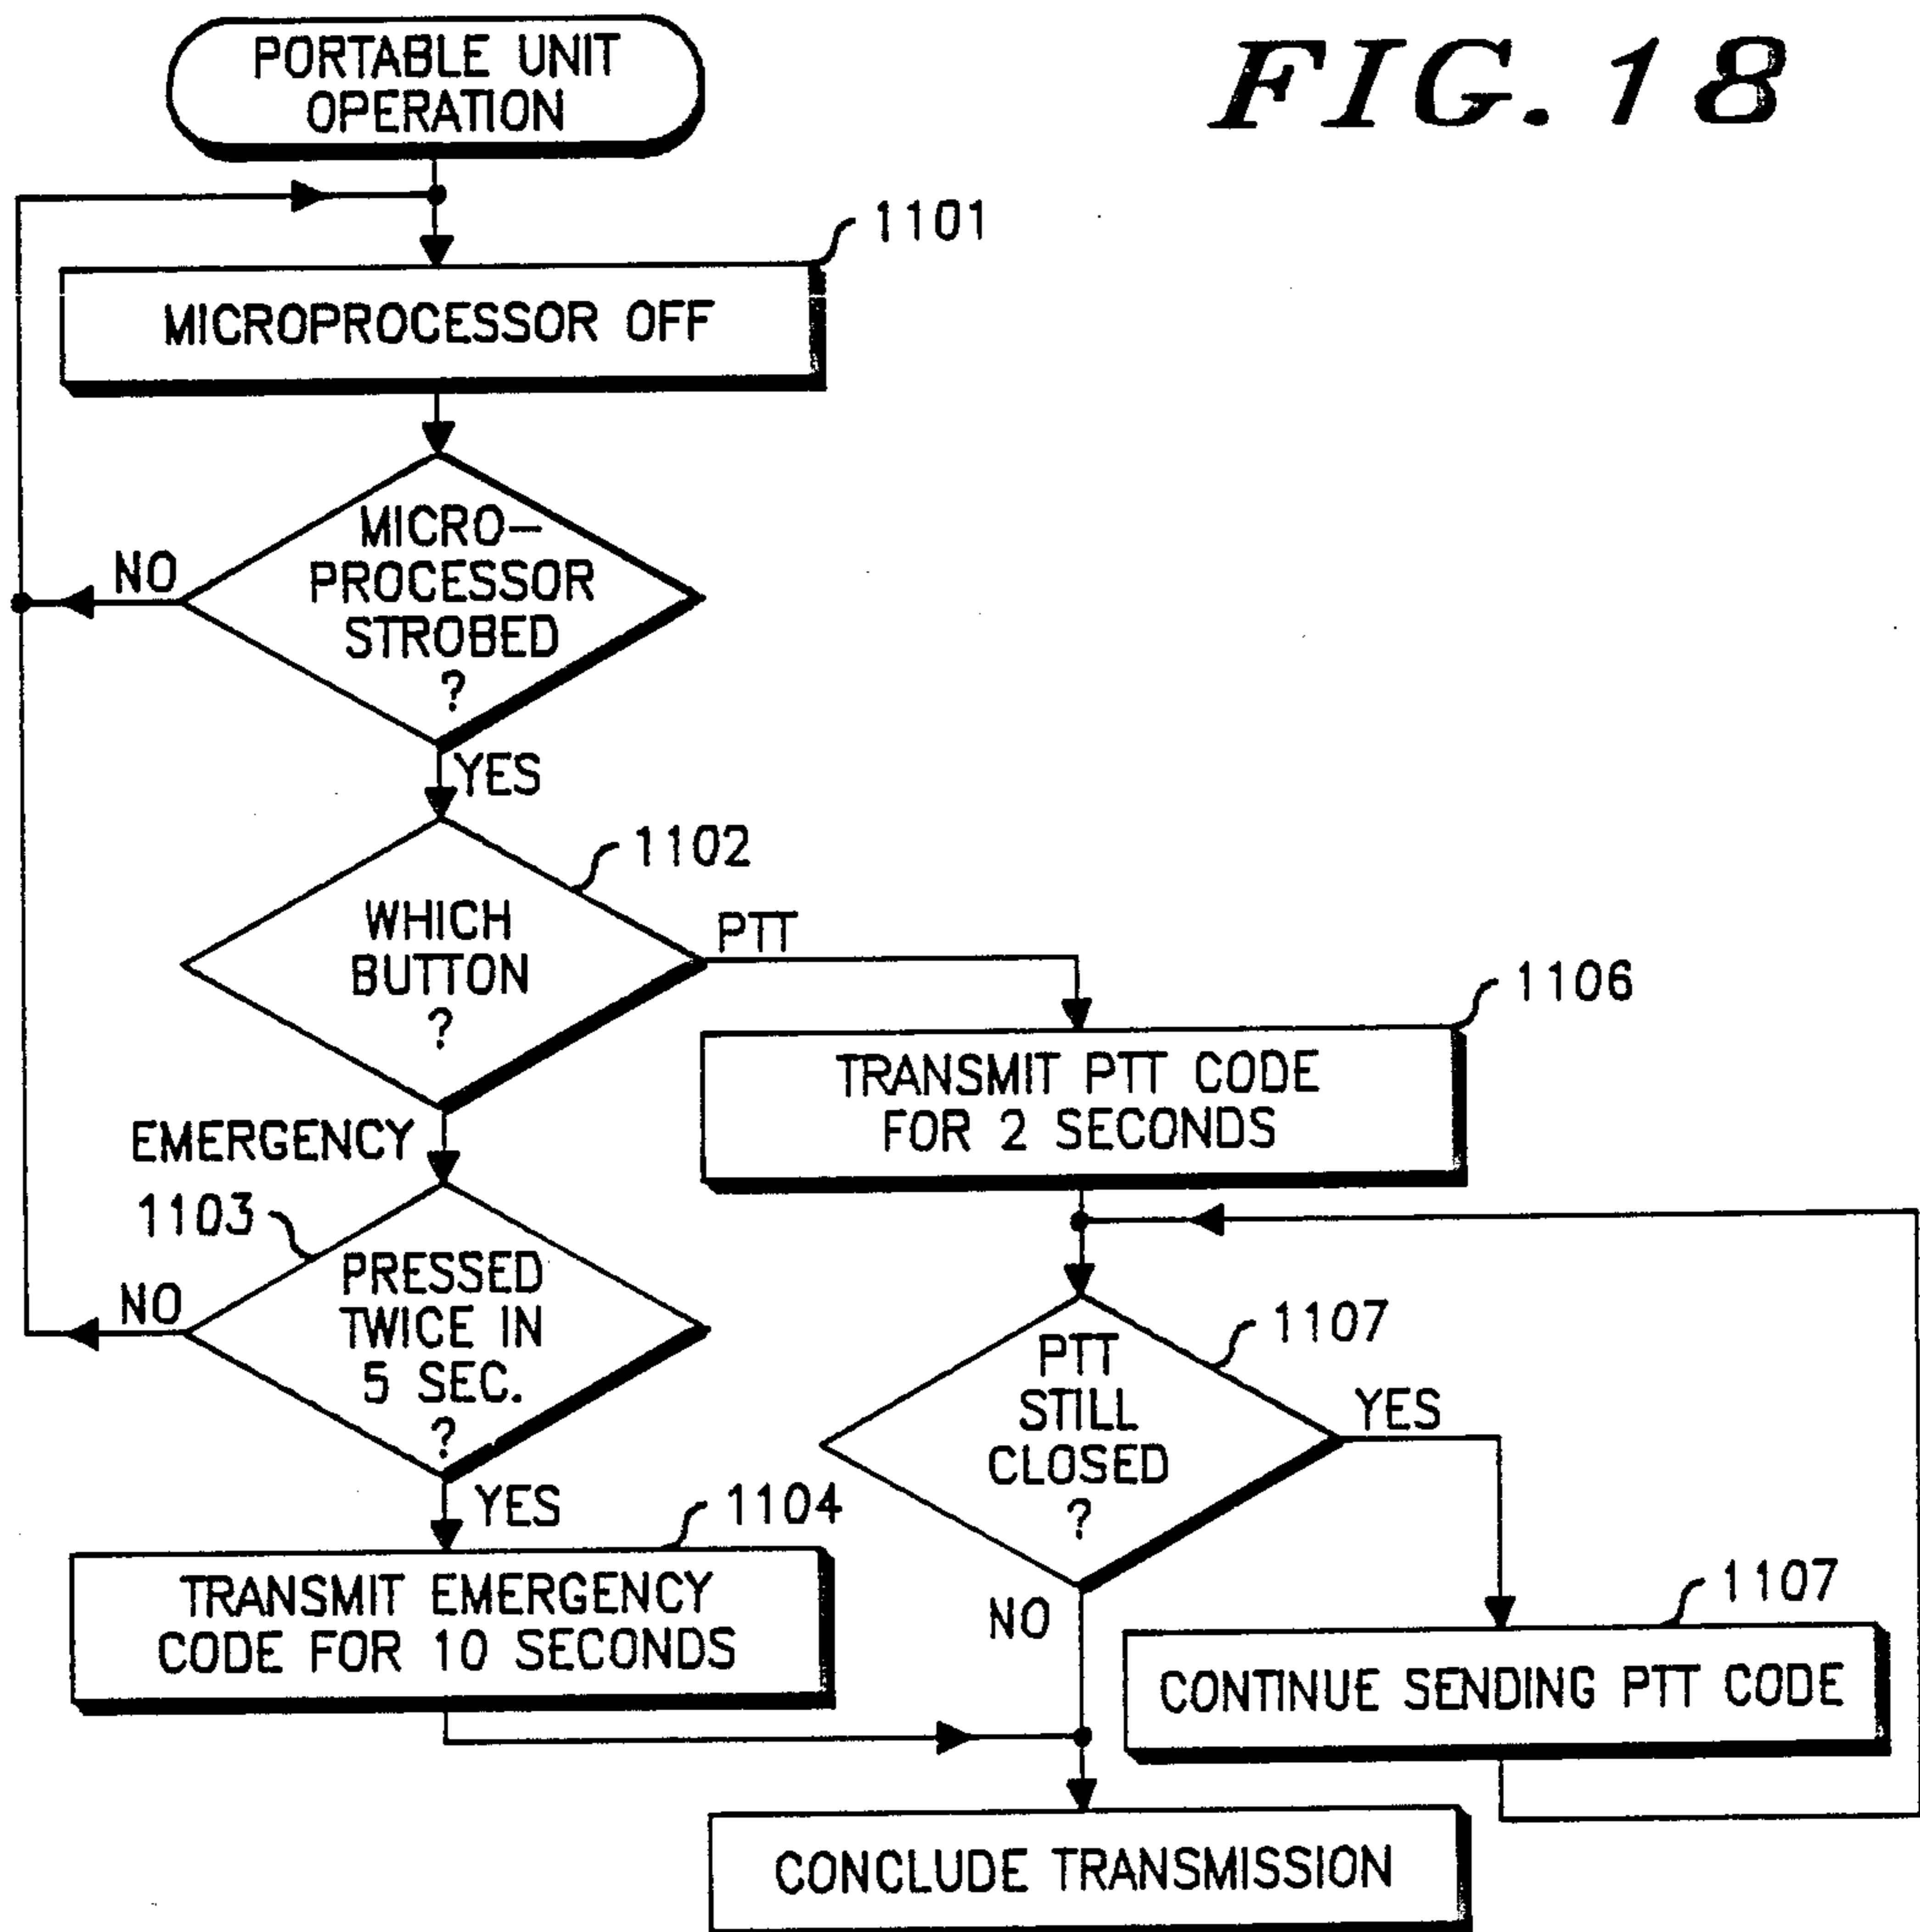 FIG. 18
PORTABLE UNIT
OPERATION
1101
MICROPROCESSOR OFF
MICRO-
PROCESSOR
STROBED
?
NO
YES
1102
WHICH
BUTTON
?
PTT
EMERGENCY
1106
TRANSMIT PTT CODE
FOR 2 SECONDS
1103
PRESSED
TWICE IN
5 SEC.
?
NO
YES
1107
PTT
STILL
CLOSED
?
YES
NO
1104
TRANSMIT EMERGENCY
CODE FOR 10 SECONDS
1107
CONTINUE SENDING PTT CODE
CONCLUDE TRANSMISSION